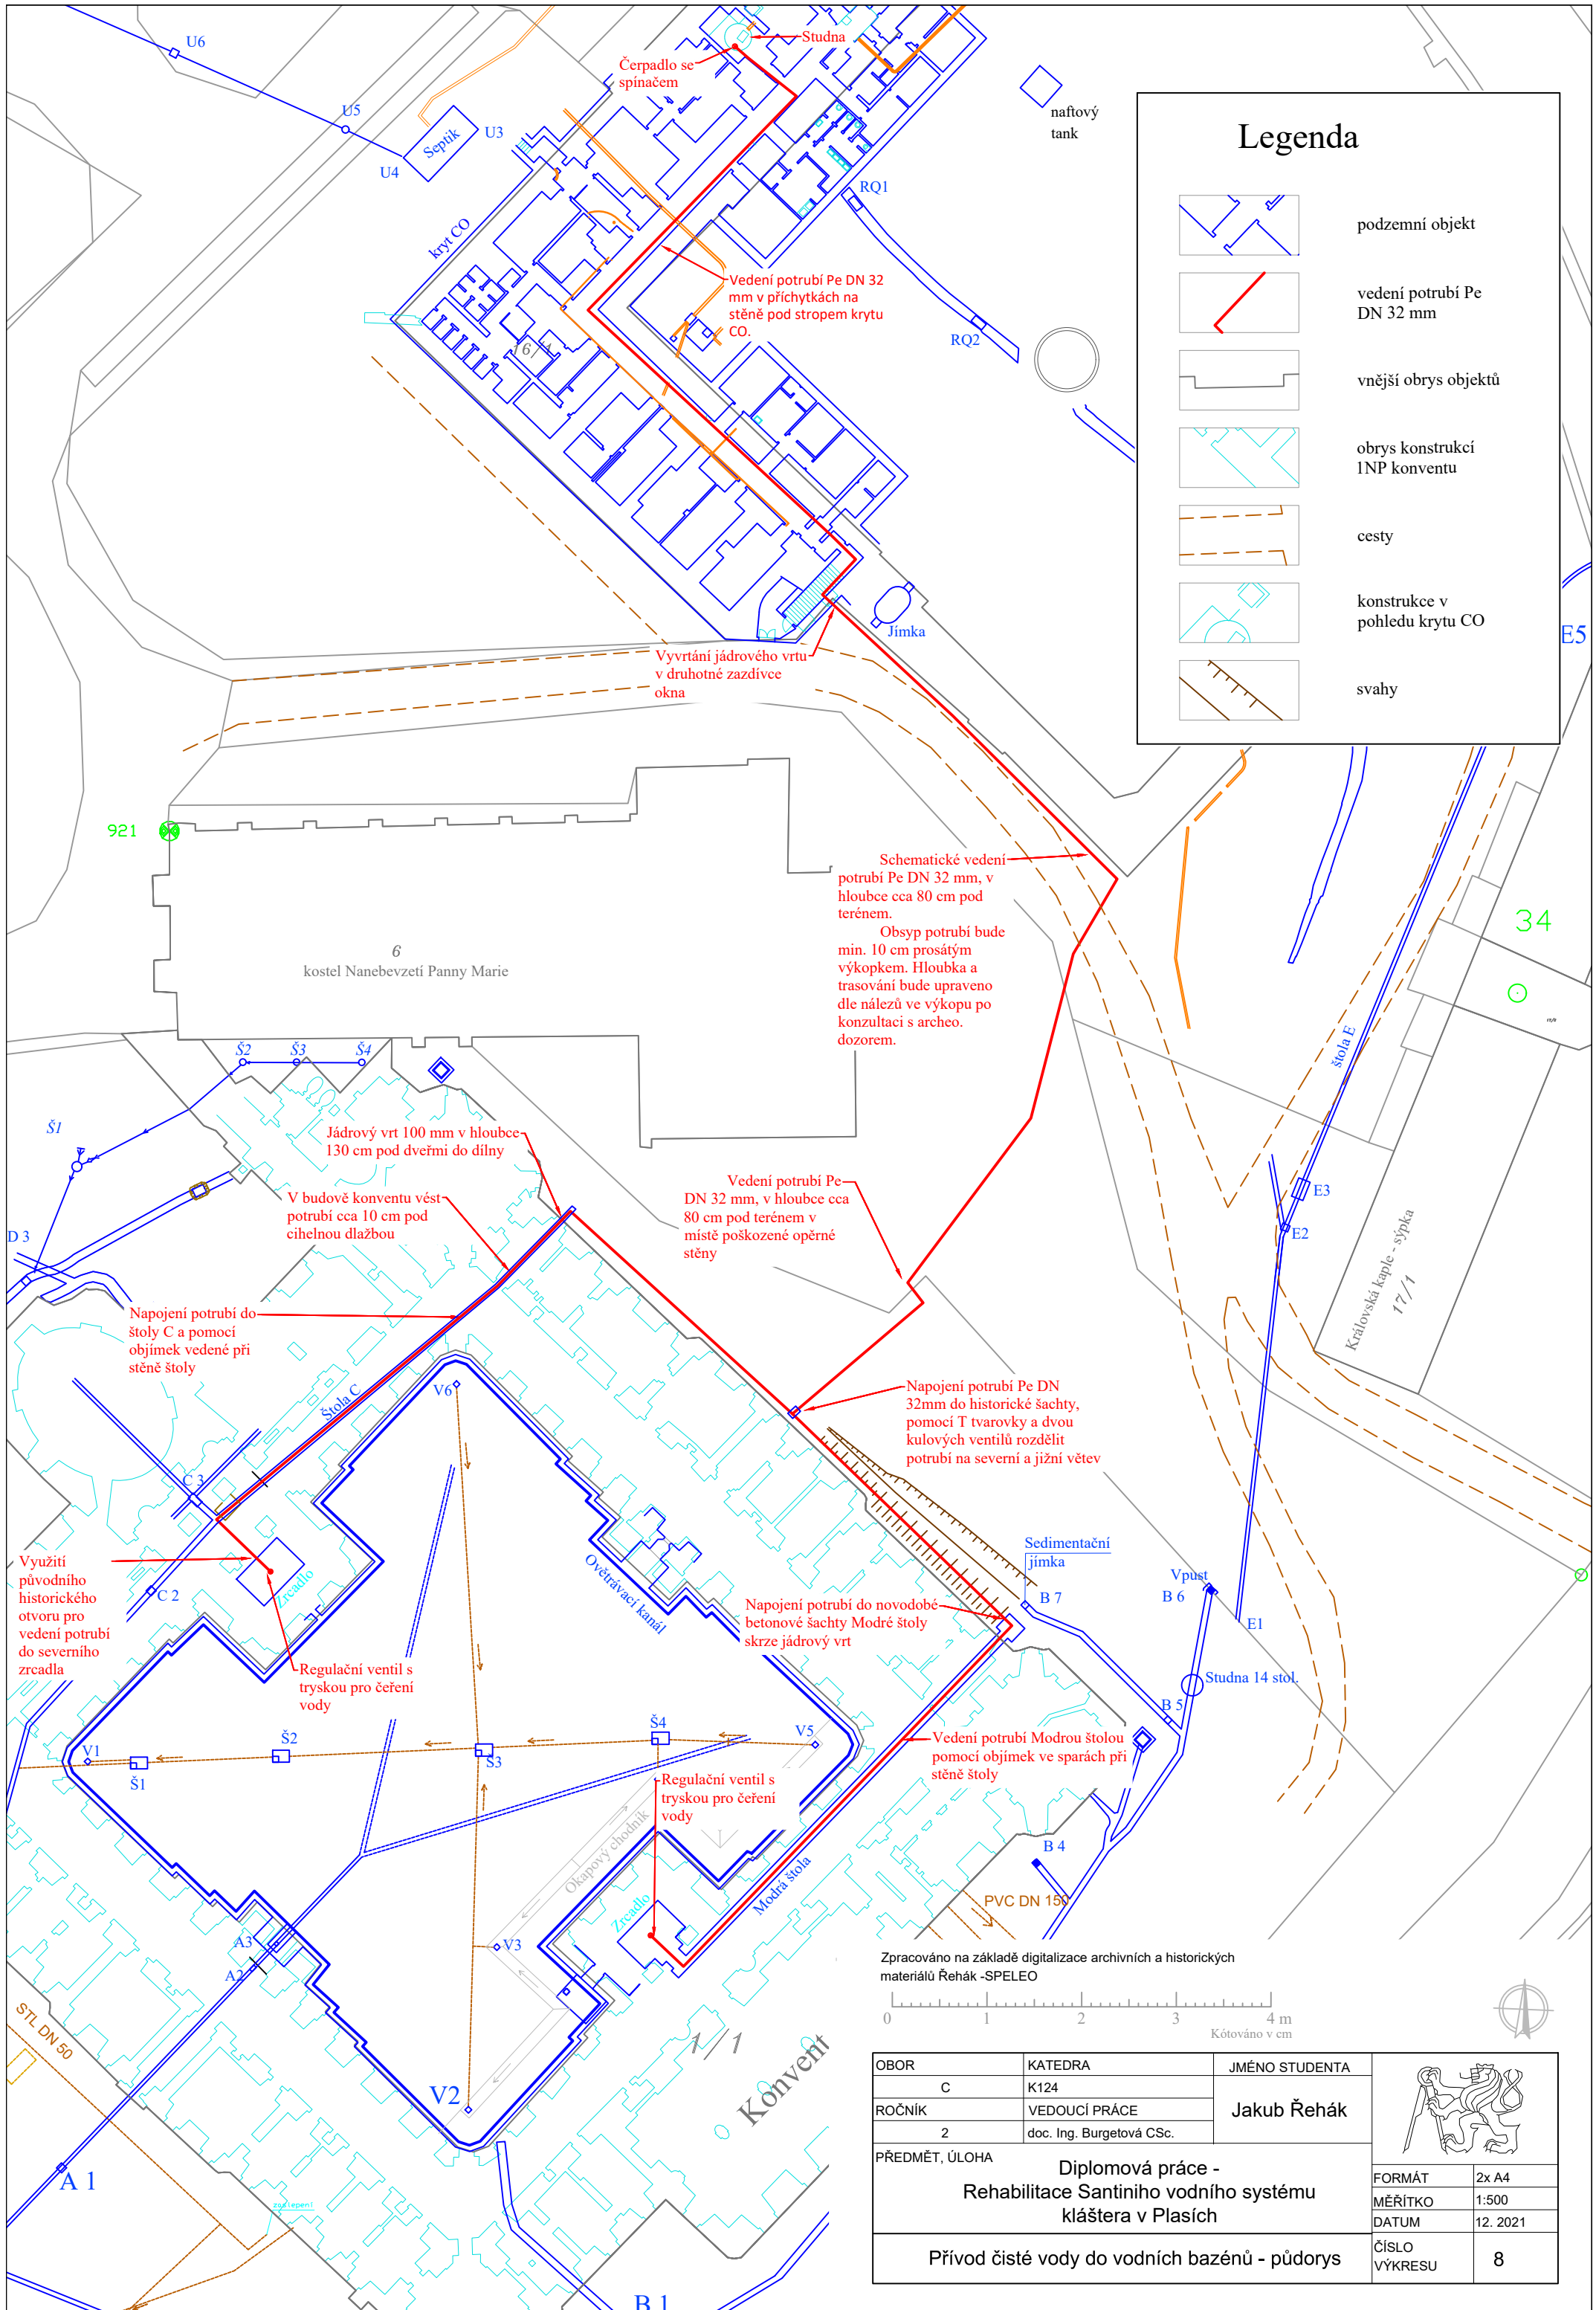 U6
U5
Septik
U3
U4
Studna
Čerpadlo se
spínačem
naftový
tank
RQ1
RQ2
kryt CO
Vedení potrubí Pe DN 32
mm v příchytkách na
stěně pod stropem krytu
CO.
16/1
Legenda
podzemní objekt
vedení potrubí Pe
DN 32 mm
vnější obrys objektů
obrys konstrukcí
1NP konventu
cesty
konstrukce v
pohledu krytu CO
svahy
E5
Jímka
Vyvrtání jádrového vrtu
v druhotné zazdívce
okna
921
34
6
kostel Nanebevzetí Panny Marie
Schematické vedení
potrubí Pe DN 32 mm, v
hloubce cca 80 cm pod
terénem.
Obsyp potrubí bude
min. 10 cm prosátým
výkopkem. Hloubka a
trasování bude upraveno
dle nálezů ve výkopu po
konzultaci s archeo.
dozorem.
štola E
Š2
Š3
Š4
Š1
Jádrový vrt 100 mm v hloubce
130 cm pod dveřmi do dílny
V budově konventu vést
potrubí cca 10 cm pod
cihelnou dlažbou
Vedení potrubí Pe
DN 32 mm, v hloubce cca
80 cm pod terénem v
místě poškozené opěrné
stěny
E3
E2
Královská kaple - sýpka
17/1
D 3
Napojení potrubí do
štoly C a pomocí
objímek vedené při
stěně štoly
Štola C
V6
Napojení potrubí Pe DN
32mm do historické šachty,
pomocí T tvarovky a dvou
kulových ventilů rozdělit
potrubí na severní a jižní větev
C 3
C 2
Využití
původního
historického
otvoru pro
vedení potrubí
do severního
zrcadla
Zrcadlo
Ovětrávací kanál
Sedimentační
jímka
B 7
Vpust
B 6
E1
Napojení potrubí do novodobé
betonové šachty Modré štoly
skrze jádrový vrt
Regulační ventil s
tryskou pro čeření
vody
Studna 14 stol.
B 5
V1
Š1
Š2
Š3
Š4
V5
Vedení potrubí Modrou štolou
pomocí objímek ve sparách při
stěně štoly
Regulační ventil s
tryskou pro čeření
vody
Okapový chodník
Zrcadlo
Modrá štola
B 4
PVC DN 150
A3
A2
V3
STL DN 50
V2
A 1
zaslepení
B 1
1/1
Konvent
Zpracováno na základě digitalizace archivních a historických
materiálů Řehák -SPELEO
0 1 2 3 4 m
Kótováno v cm
OBOR
KATEDRA
JMÉNO STUDENTA
C
K124
Jakub Řehák
ROČNÍK
VEDOUCÍ PRÁCE
2
doc. Ing. Burgetová CSc.
PŘEDMĚT, ÚLOHA
Diplomová práce -
Rehabilitace Santiniho vodního systému
kláštera v Plasích
FORMÁT
2x A4
MĚŘÍTKO
1:500
DATUM
12. 2021
ČÍSLO
VÝKRESU
8
Přívod čisté vody do vodních bazénů - půdorys